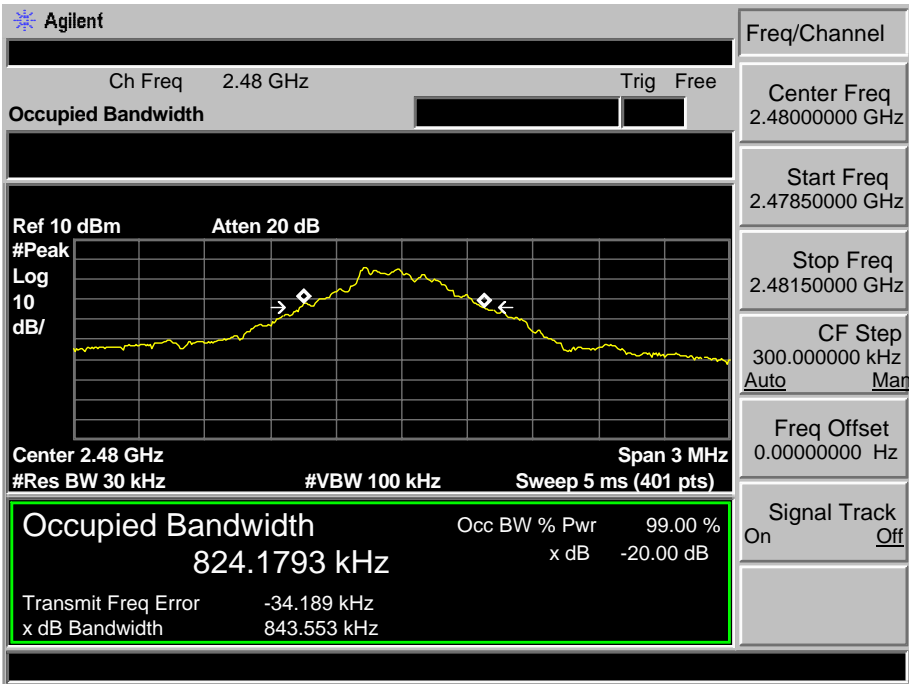 Agilent
Freq/Channel
Ch Freq 2.48 GHz Trig Free
Occupied Bandwidth
Center Freq
2.48000000 GHz
Start Freq
2.47850000 GHz
Stop Freq
2.48150000 GHz
CF Step
300.000000 kHz
Auto Man
Freq Offset
0.00000000 Hz
Signal Track
On Off
Ref 10 dBm Atten 20 dB
#Peak
Log
10
dB/
Center 2.48 GHz Span 3 MHz
#Res BW 30 kHz #VBW 100 kHz Sweep 5 ms (401 pts)
Occupied Bandwidth Occ BW % Pwr 99.00 %
824.1793 kHz x dB -20.00 dB
Transmit Freq Error -34.189 kHz
x dB Bandwidth 843.553 kHz